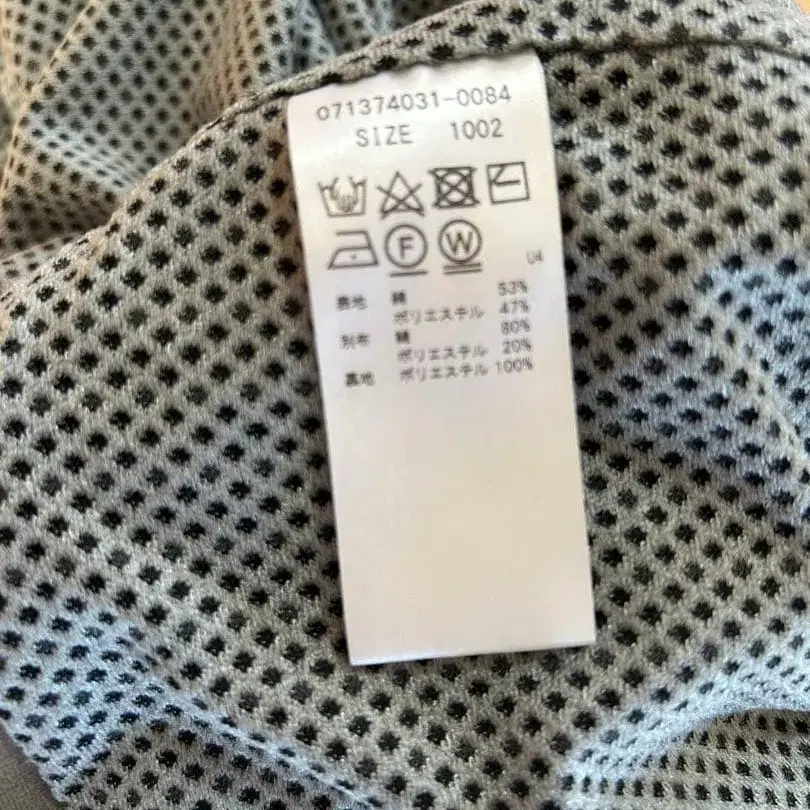 071374031-0084
SIZE 1002
F W
U4
表地 綿 53%
ポリエステル 47%
別布 綿 80%
ポリエステル 20%
裏地 ポリエステル 100%